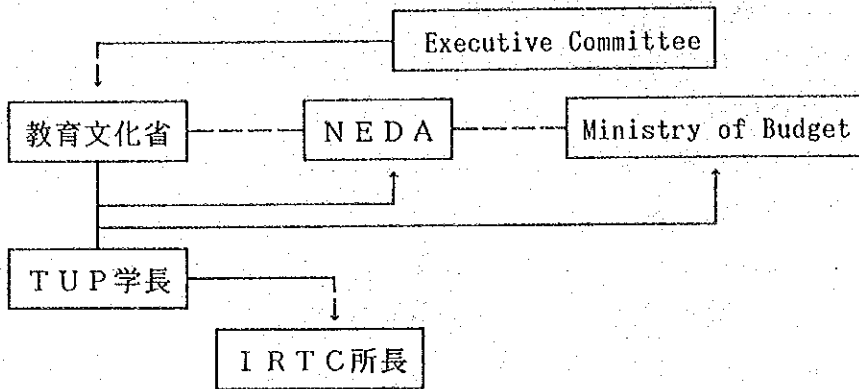 Executive Committee
教育文化省
NEDA
Ministry of Budget
TUP学長
IRTC所長